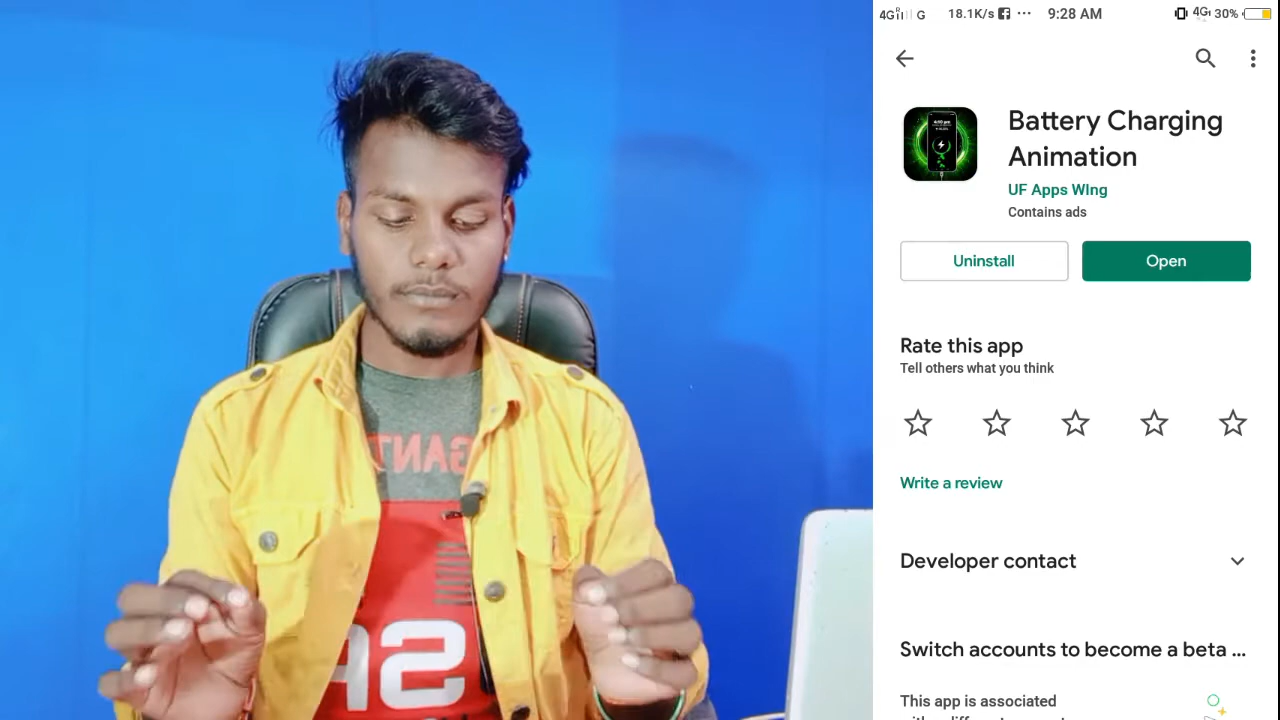 4G R G 18.1K/s ··· 9:28 AM 4G 30%
Battery Charging
Animation
UF Apps WIng
Contains ads
Uninstall
Open
Rate this app
Tell others what you think
Write a review
Developer contact
Switch accounts to become a beta ...
This app is associated